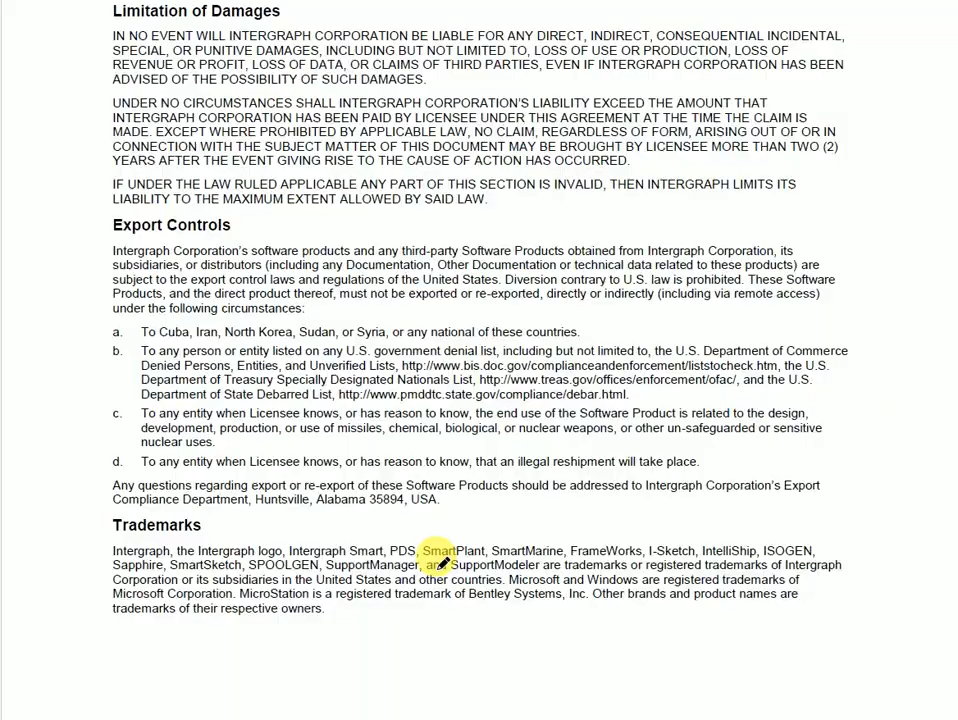 Limitation of Damages
IN NO EVENT WILL INTERGRAPH CORPORATION BE LIABLE FOR ANY DIRECT, INDIRECT, CONSEQUENTIAL INCIDENTAL,
SPECIAL, OR PUNITIVE DAMAGES, INCLUDING BUT NOT LIMITED TO, LOSS OF USE OR PRODUCTION, LOSS OF
REVENUE OR PROFIT, LOSS OF DATA, OR CLAIMS OF THIRD PARTIES, EVEN IF INTERGRAPH CORPORATION HAS BEEN
ADVISED OF THE POSSIBILITY OF SUCH DAMAGES.
UNDER NO CIRCUMSTANCES SHALL INTERGRAPH CORPORATION'S LIABILITY EXCEED THE AMOUNT THAT
INTERGRAPH CORPORATION HAS BEEN PAID BY LICENSEE UNDER THIS AGREEMENT AT THE TIME THE CLAIM IS
MADE. EXCEPT WHERE PROHIBITED BY APPLICABLE LAW, NO CLAIM, REGARDLESS OF FORM, ARISING OUT OF OR IN
CONNECTION WITH THE SUBJECT MATTER OF THIS DOCUMENT MAY BE BROUGHT BY LICENSEE MORE THAN TWO (2)
YEARS AFTER THE EVENT GIVING RISE TO THE CAUSE OF ACTION HAS OCCURRED.
IF UNDER THE LAW RULED APPLICABLE ANY PART OF THIS SECTION IS INVALID, THEN INTERGRAPH LIMITS ITS
LIABILITY TO THE MAXIMUM EXTENT ALLOWED BY SAID LAW.
Export Controls
Intergraph Corporation's software products and any third-party Software Products obtained from Intergraph Corporation, its
subsidiaries, or distributors (including any Documentation, Other Documentation or technical data related to these products) are
subject to the export control laws and regulations of the United States. Diversion contrary to U.S. law is prohibited. These Software
Products, and the direct product thereof, must not be exported or re-exported, directly or indirectly (including via remote access)
under the following circumstances:
a. To Cuba, Iran, North Korea, Sudan, or Syria, or any national of these countries.
b. To any person or entity listed on any U.S. government denial list, including but not limited to, the U.S. Department of Commerce
Denied Persons, Entities, and Unverified Lists, http://www.bis.doc.gov/complianceandenforcement/liststocheck.htm, the U.S.
Department of Treasury Specially Designated Nationals List, http://www.treas.gov/offices/enforcement/ofac/, and the U.S.
Department of State Debarred List, http://www.pmddtc.state.gov/compliance/debar.html.
c. To any entity when Licensee knows, or has reason to know, the end use of the Software Product is related to the design,
development, production, or use of missiles, chemical, biological, or nuclear weapons, or other un-safeguarded or sensitive
nuclear uses.
d. To any entity when Licensee knows, or has reason to know, that an illegal reshipment will take place.
Any questions regarding export or re-export of these Software Products should be addressed to Intergraph Corporation's Export
Compliance Department, Huntsville, Alabama 35894, USA.
Trademarks
Intergraph, the Intergraph logo, Intergraph Smart, PDS, SmartPlant, SmartMarine, FrameWorks, I-Sketch, IntelliShip, ISOGEN,
Sapphire, SmartSketch, SPOOLGEN, SupportManager, and SupportModeler are trademarks or registered trademarks of Intergraph
Corporation or its subsidiaries in the United States and other countries. Microsoft and Windows are registered trademarks of
Microsoft Corporation. MicroStation is a registered trademark of Bentley Systems, Inc. Other brands and product names are
trademarks of their respective owners.